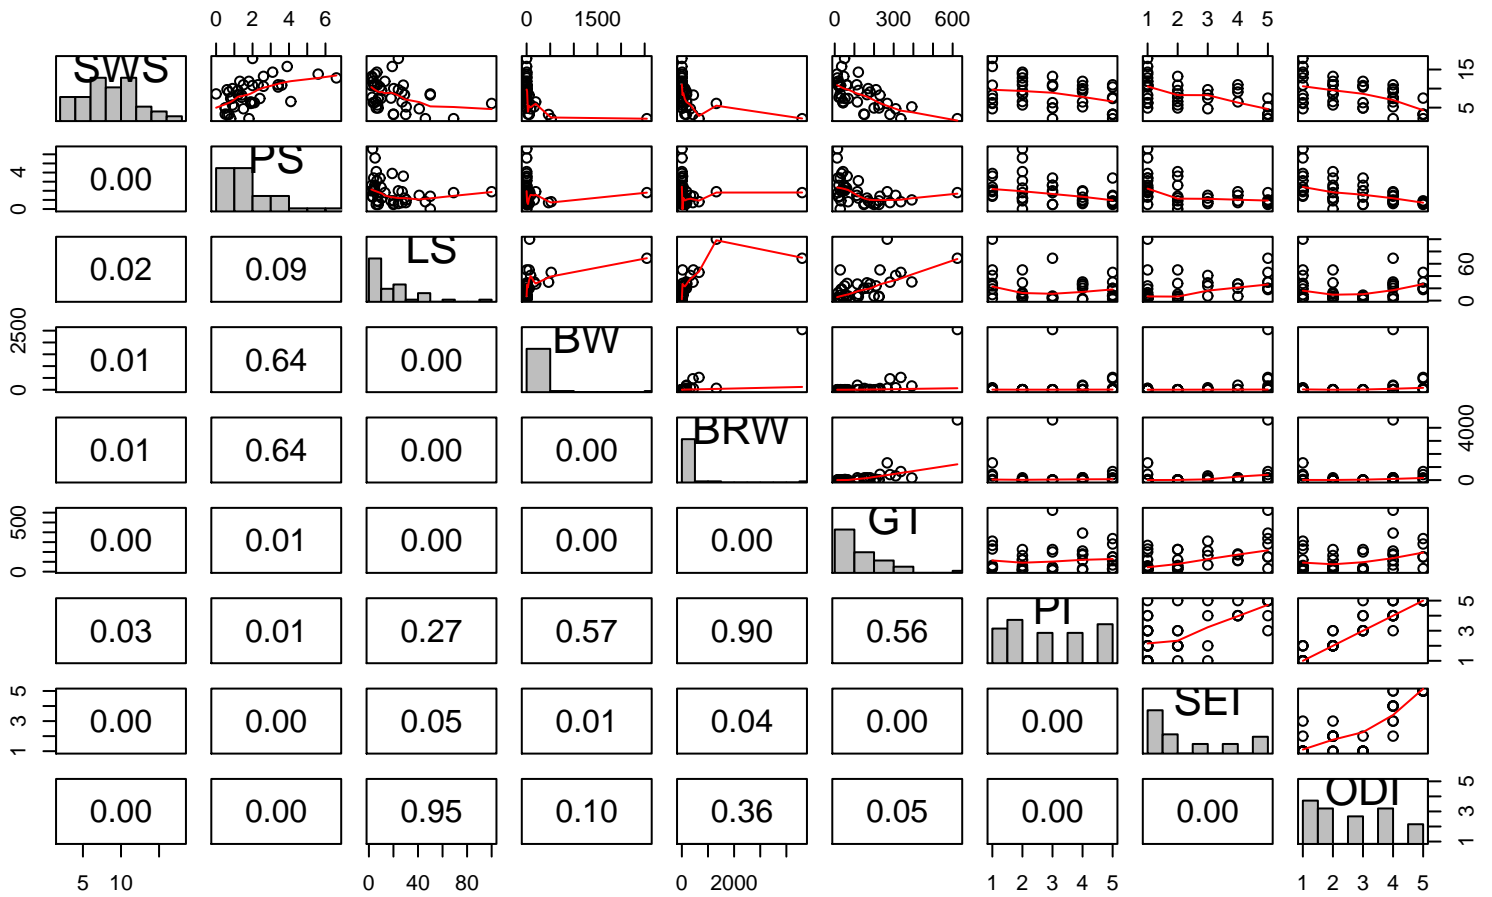 0 2 4 6 0 1500 0 300 600 1 2 3 4 5
SWS 5 15
0 4 0.00 PS
0.02 0.09 LS 0 60
0 2500 0.01 0.64 0.00 BW
0.01 0.64 0.00 0.00 BRW 0 4000
0 500 0.00 0.01 0.00 0.00 0.00 GT
0.03 0.01 0.27 0.57 0.90 0.56 PI 1 3 5
1 3 5 0.00 0.00 0.05 0.01 0.04 0.00 0.00 SEI
0.00 0.00 0.95 0.10 0.36 0.05 0.00 0.00 ODI 1 3 5
5 10 0 40 80 0 2000 1 2 3 4 5 1 2 3 4 5